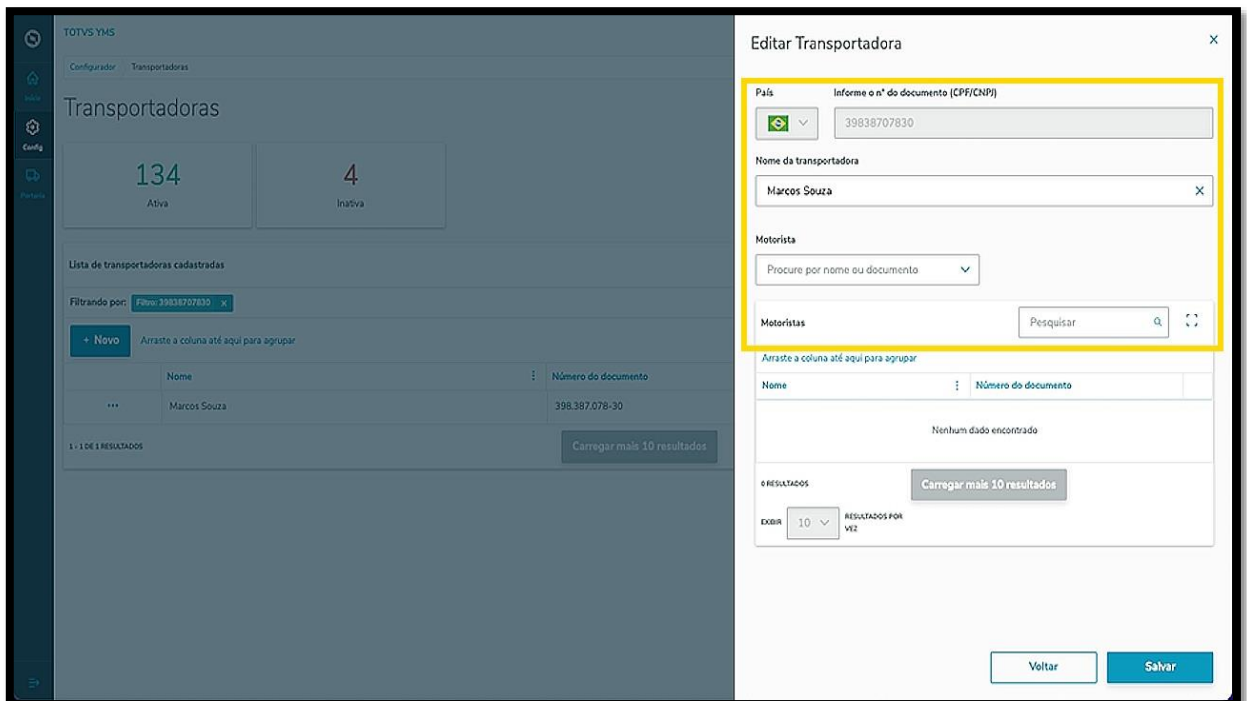 TOTVS YMS
Configurador Transportadoras
Transportadoras
Início
Config
Portaria
134
Ativa
4
Inativa
Lista de transportadoras cadastradas
Filtrando por: Filtro: 39838707830 x
+ Novo Arraste a coluna até aqui para agrupar
Nome Número do documento
Marcos Souza 398.387.078-30
1 - 1 DE 1 RESULTADOS Carregar mais 10 resultados
Editar Transportadora
País Informe o nº do documento (CPF/CNPJ)
39838707830
Nome da transportadora
Marcos Souza
Motorista
Procure por nome ou documento
Motoristas Pesquisar
Arraste a coluna até aqui para agrupar
Nome Número do documento
Nenhum dado encontrado
0 RESULTADOS Carregar mais 10 resultados
EXIBIR 10 RESULTADOS POR
VEZ
Voltar Salvar